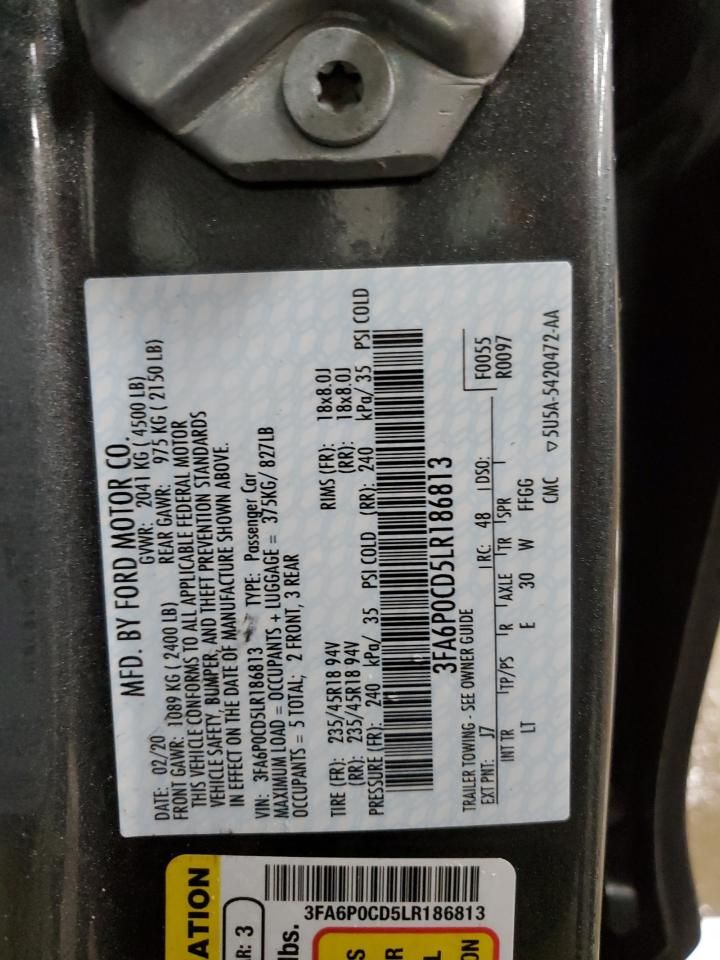 MFD. BY FORD MOTOR CO.
DATE: 02/20 GVWR: 2041 KG ( 4500 LB)
FRONT GAWR: 1089 KG ( 2400 LB) REAR GAWR: 975 KG ( 2150 LB)
THIS VEHICLE CONFORMS TO ALL APPLICABLE FEDERAL MOTOR
VEHICLE SAFETY, BUMPER, AND THEFT PREVENTION STANDARDS
IN EFFECT ON THE DATE OF MANUFACTURE SHOWN ABOVE.
VIN: 3FA6P0CD5LR186813 TYPE: Passenger Car
MAXIMUM LOAD = OCCUPANTS + LUGGAGE = 375KG/ 827LB
OCCUPANTS = 5 TOTAL; 2 FRONT, 3 REAR
TIRE (FR): 235/45R18 94V RIMS (FR): 18x8.0J
(RR): 235/45R18 94V (RR): 18x8.0J
PRESSURE (FR): 240 kPa/ 35 PSI COLD (RR): 240 kPa/ 35 PSI COLD
3FA6P0CD5LR186813
TRAILER TOWING - SEE OWNER GUIDE
F0055
R0097
EXT PNT: J7 RC: 48 DSO:
INT TR TP/PS R AXLE TR SPR
LT E 30 W FFGG
CMC ▽5U5A-5420472-AA
ATION
R: 3
3FA6P0CD5LR186813
lbs.
S
R
L
ON